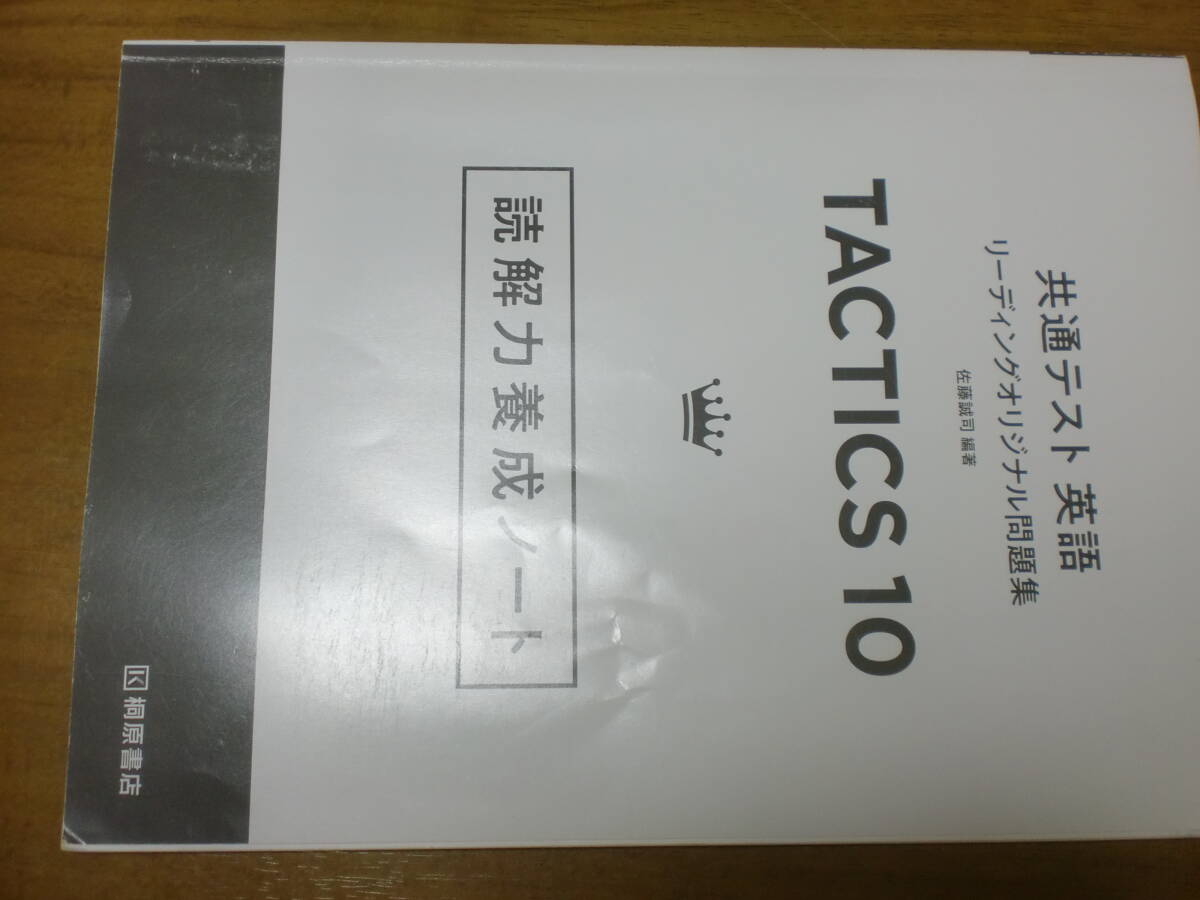 共通テスト 英語
リーディングオリジナル問題集
佐藤誠司 編著
TACTICS 10
読解力養成ノート
桐原書店